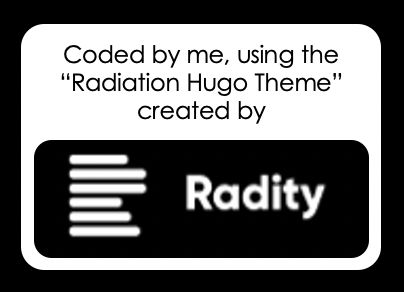 Coded by me, using the
“Radiation Hugo Theme”
created by
Radity